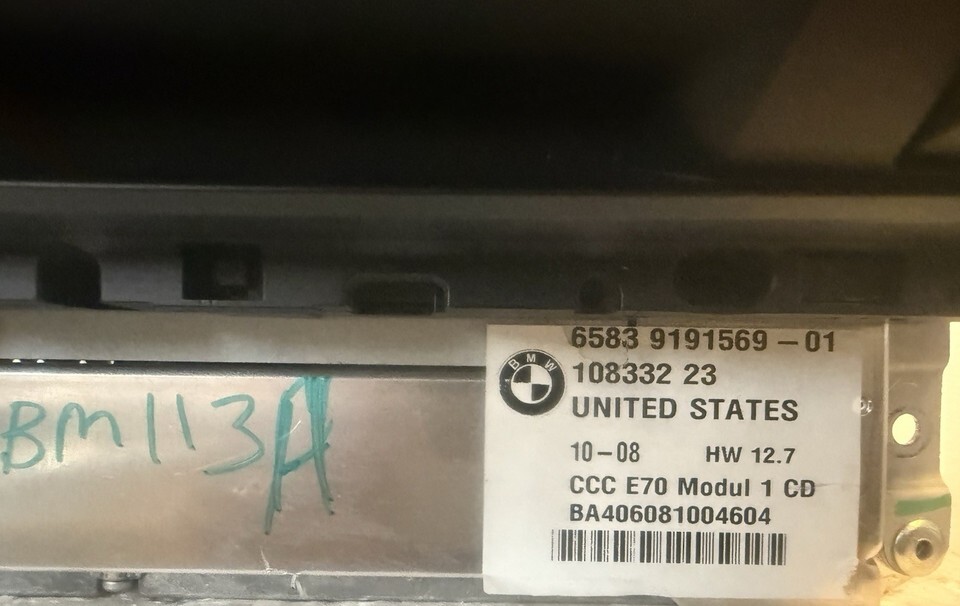 6583 9191569 – 01
BMW
108332 23
UNITED STATES
10 – 08 HW 12.7
CCC E70 Modul 1 CD
BA406081004604
BM113A